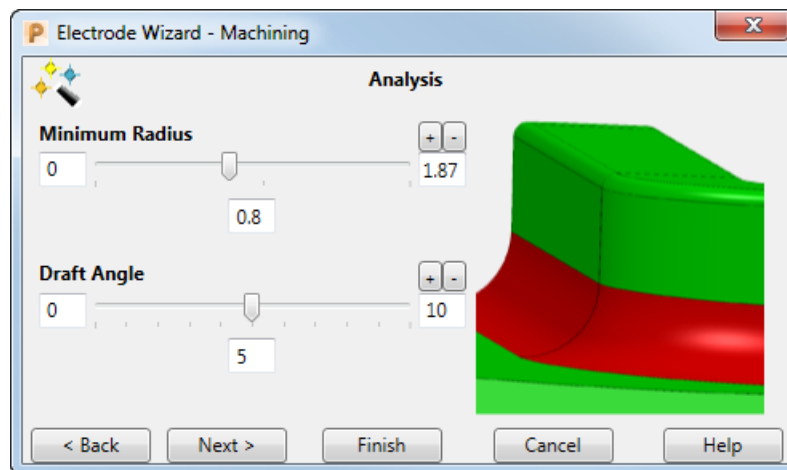 P Electrode Wizard - Machining
X
Analysis
Minimum Radius
+ -
0
1.87
0.8
Draft Angle
+ -
0
10
5
< Back Next > Finish Cancel Help